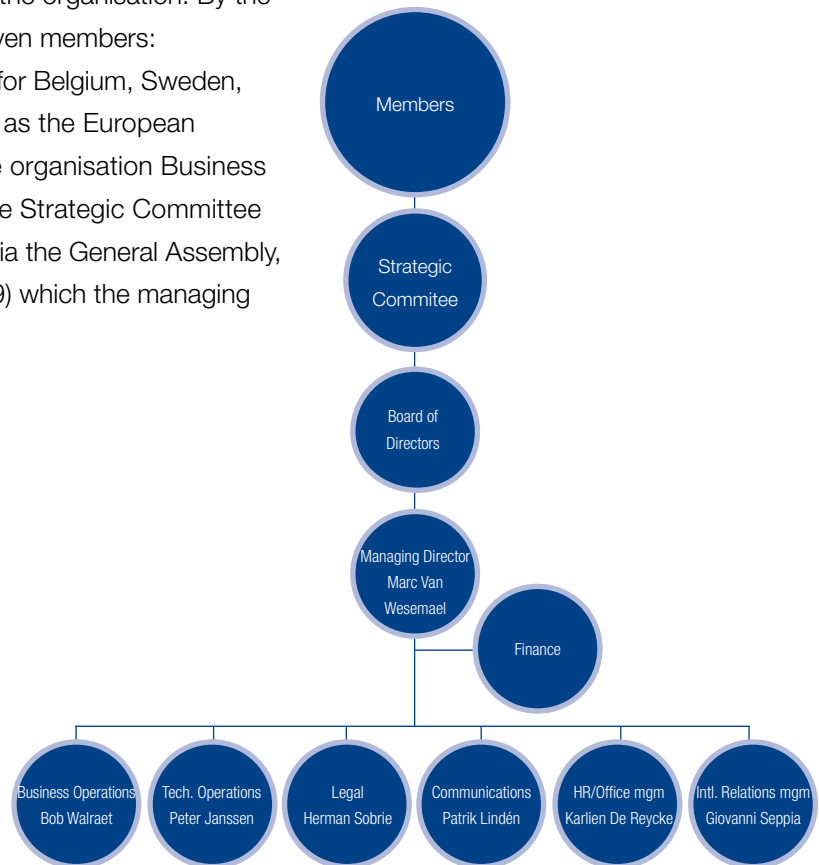 the organisation. By the
ven members:
for Belgium, Sweden,
as the European
e organisation Business
e Strategic Committee
ia the General Assembly,
9) which the managing
Members
Strategic
Commitee
Board of
Directors
Managing Director
Marc Van
Wesemael
Finance
Business Operations
Bob Walraet
Tech. Operations
Peter Janssen
Legal
Herman Sobrie
Communications
Patrik Lindén
HR/Office mgm
Karlien De Reycke
Intl. Relations mgm
Giovanni Seppia